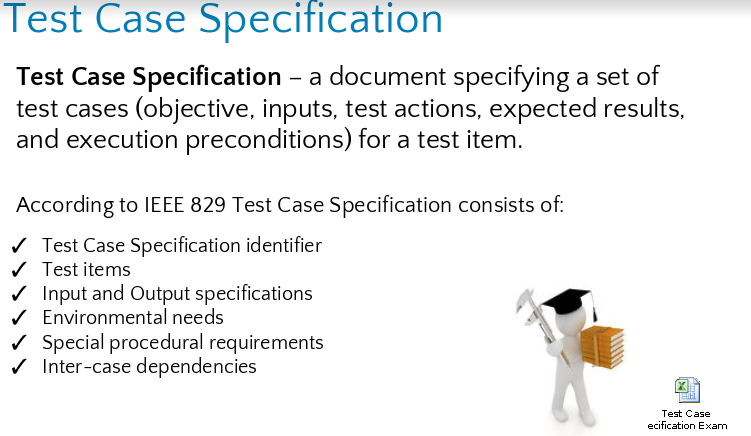 Test Case Specification
Test Case Specification – a document specifying a set of
test cases (objective, inputs, test actions, expected results,
and execution preconditions) for a test item.
According to IEEE 829 Test Case Specification consists of:
✓ Test Case Specification identifier
✓ Test items
✓ Input and Output specifications
✓ Environmental needs
✓ Special procedural requirements
✓ Inter-case dependencies
Test Case
ecification Exam